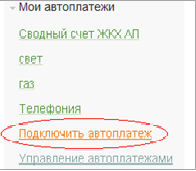 Мои автоплатежи
Сводный счет ЖКХ ЛП
свет
газ
Телефония
Подключить автоплатеж
Управление автоплатежами